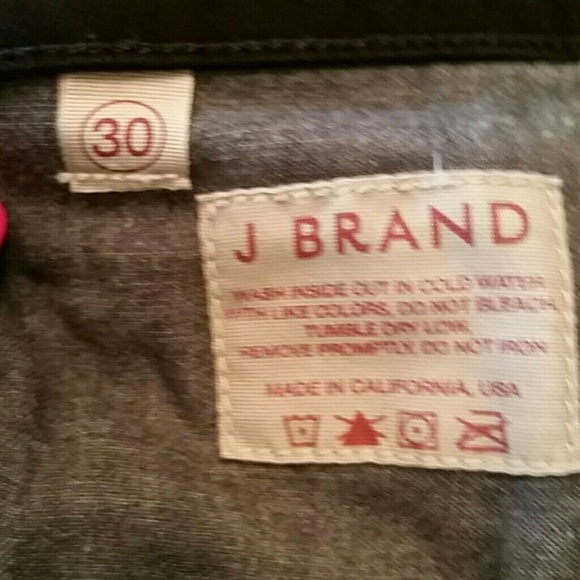 30
J BRAND
WASH INSIDE OUT IN COLD WATER
WITH LIKE COLORS, DO NOT BLEACH,
TUMBLE DRY LOW,
REMOVE PROMPTLY, DO NOT IRON
MADE IN CALIFORNIA, USA